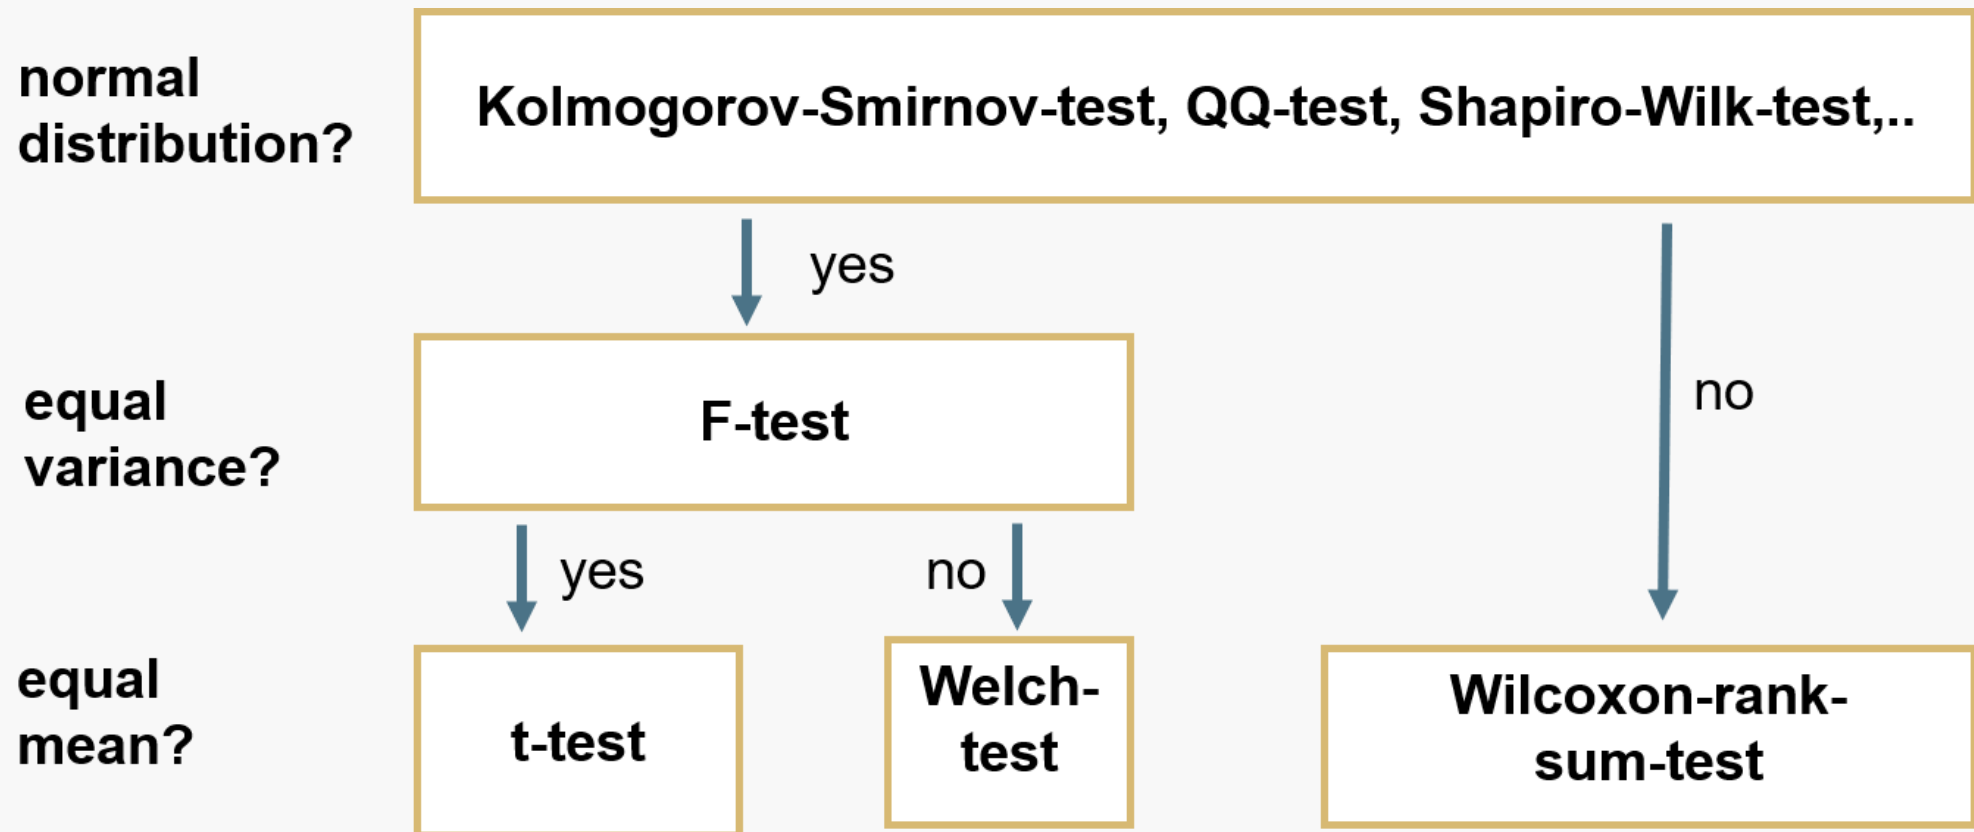 normal
distribution?
Kolmogorov-Smirnov-test, QQ-test, Shapiro-Wilk-test,..
yes
no
equal
variance?
F-test
yes
no
equal
mean?
t-test
Welch-
test
Wilcoxon-rank-
sum-test